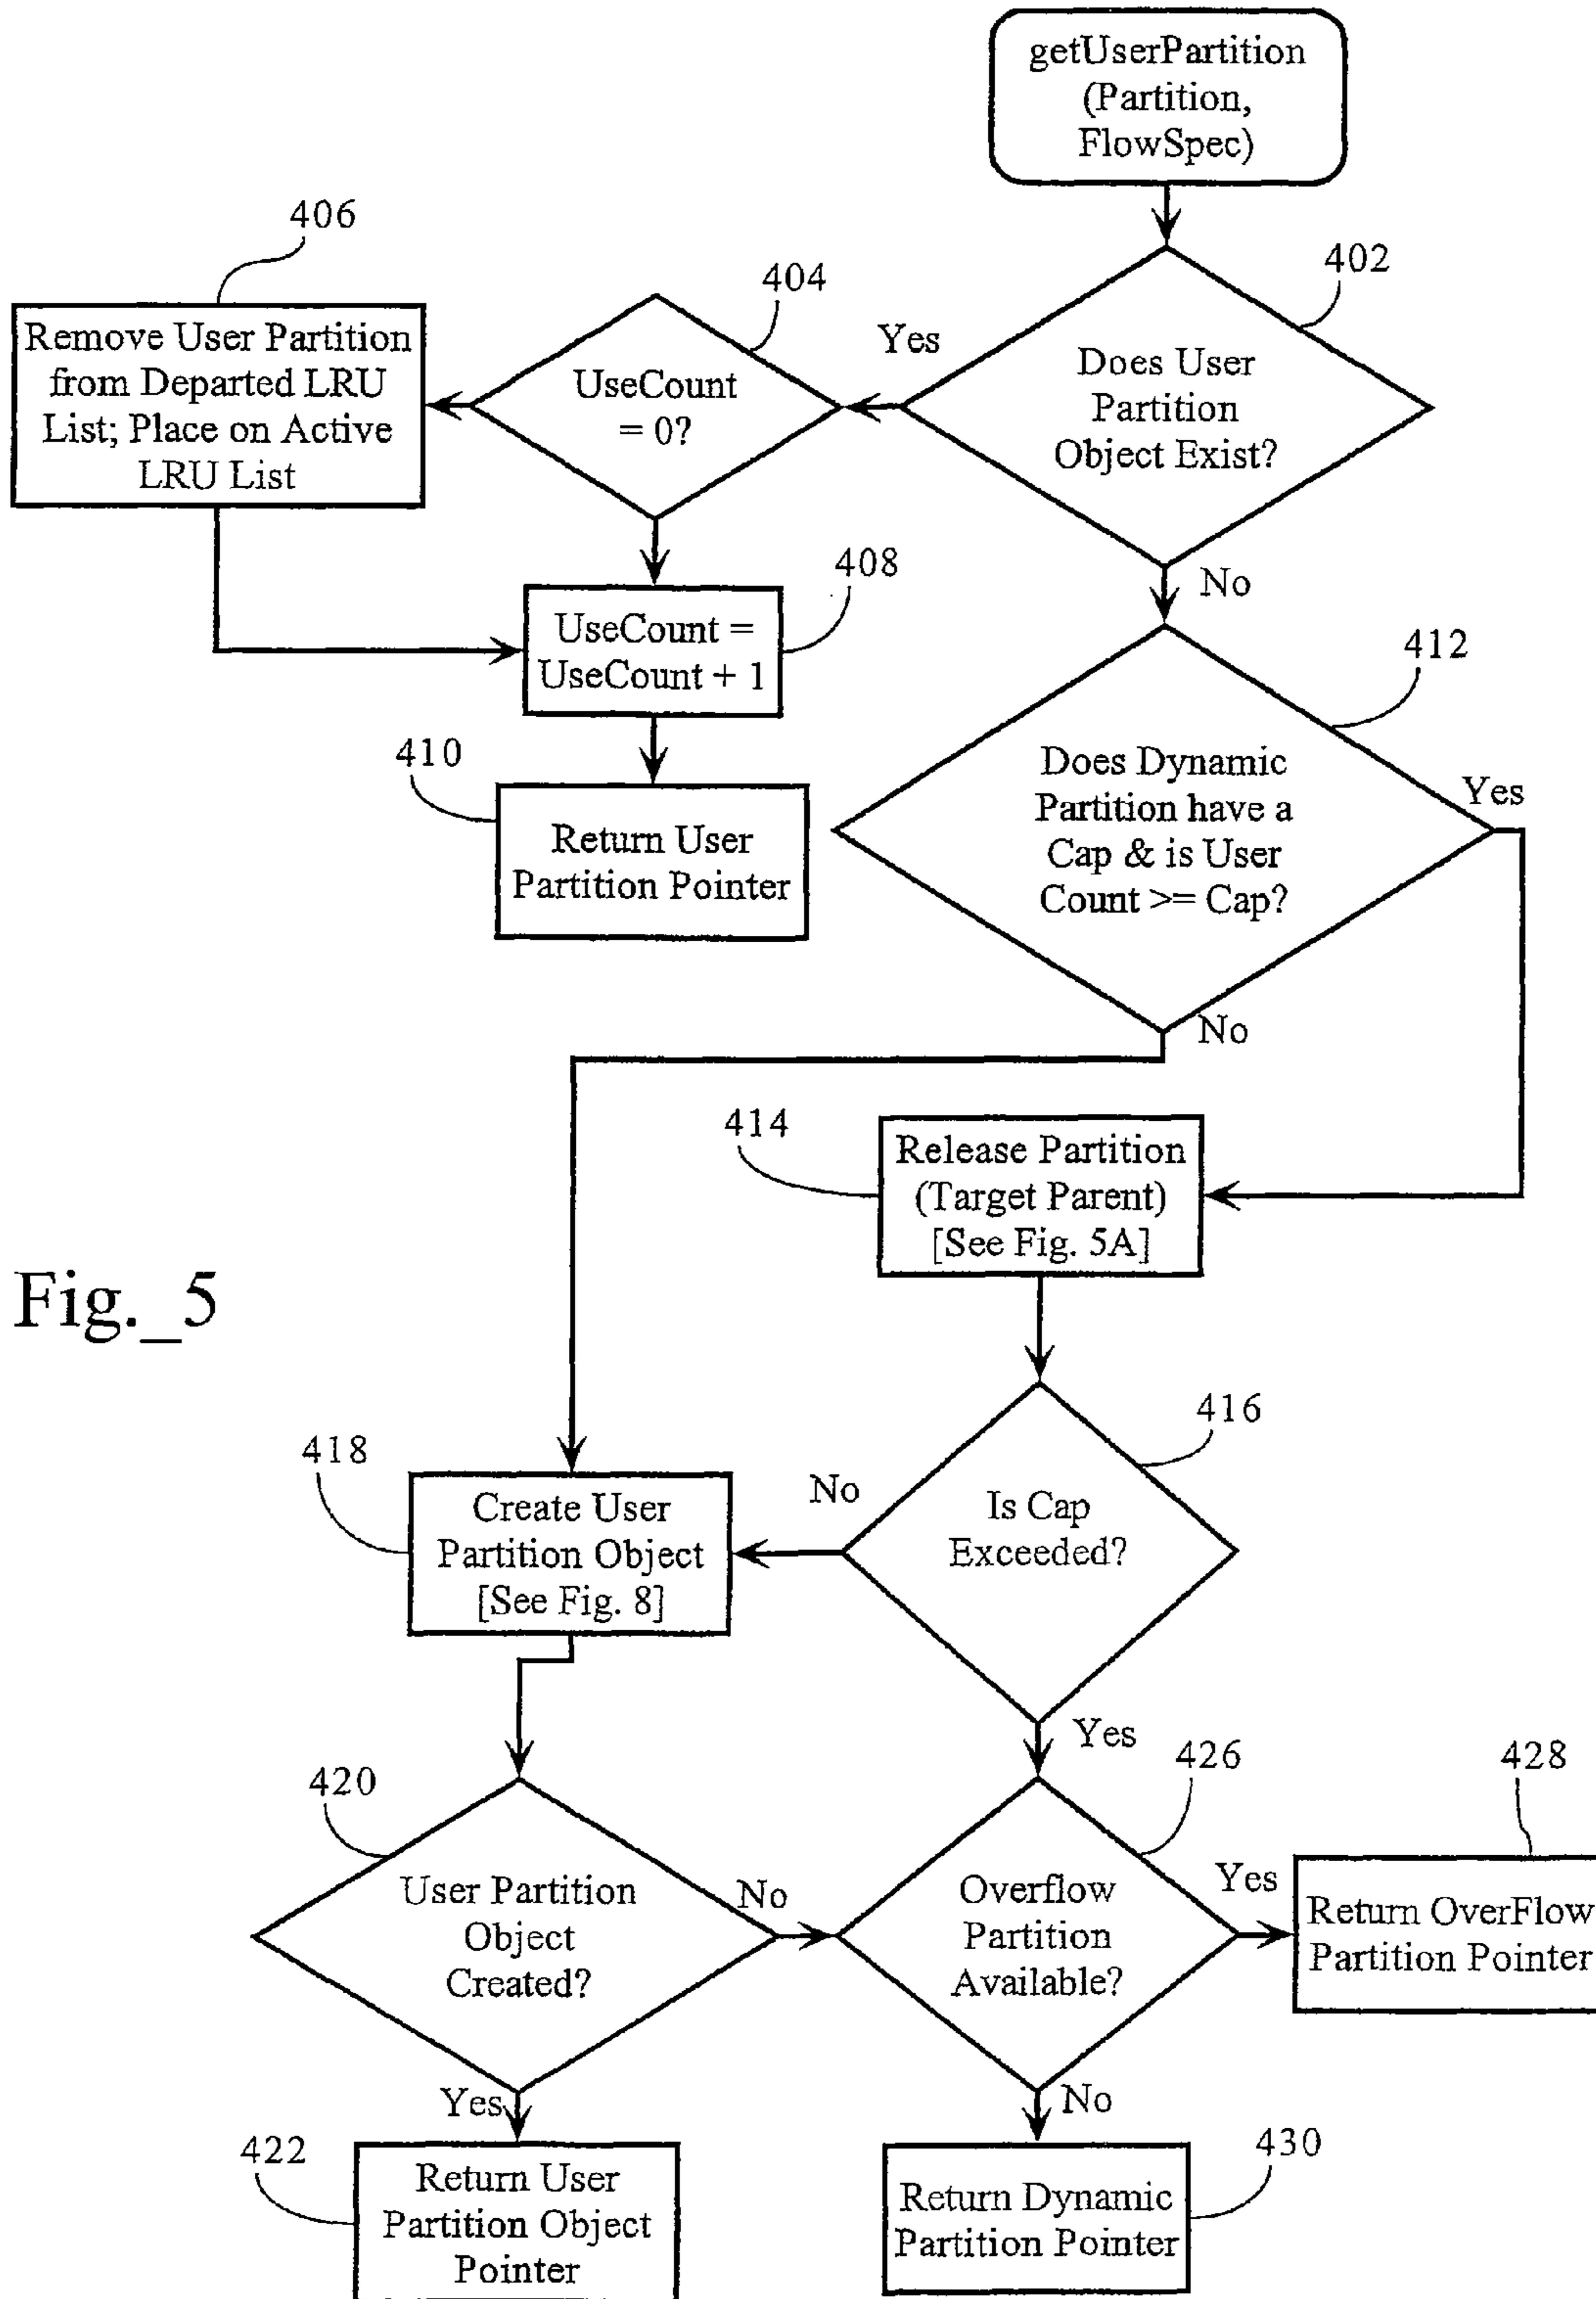 getUserPartition
(Partition,
FlowSpec)
406
404
402
Remove User Partition
from Departed LRU
List; Place on Active
LRU List
UseCount
= 0?
Yes
Does User
Partition
Object Exist?
No
408
UseCount =
UseCount + 1
410
Return User
Partition Pointer
412
Does Dynamic
Partition have a
Cap & is User
Count >= Cap?
Yes
No
414
Release Partition
(Target Parent)
[See Fig. 5A]
Fig._5
416
Is Cap
Exceeded?
No
Yes
418
Create User
Partition Object
[See Fig. 8]
420
User Partition
Object
Created?
No
Yes
426
Overflow
Partition
Available?
Yes
No
428
Return OverFlow
Partition Pointer
422
Return User
Partition Object
Pointer
430
Return Dynamic
Partition Pointer